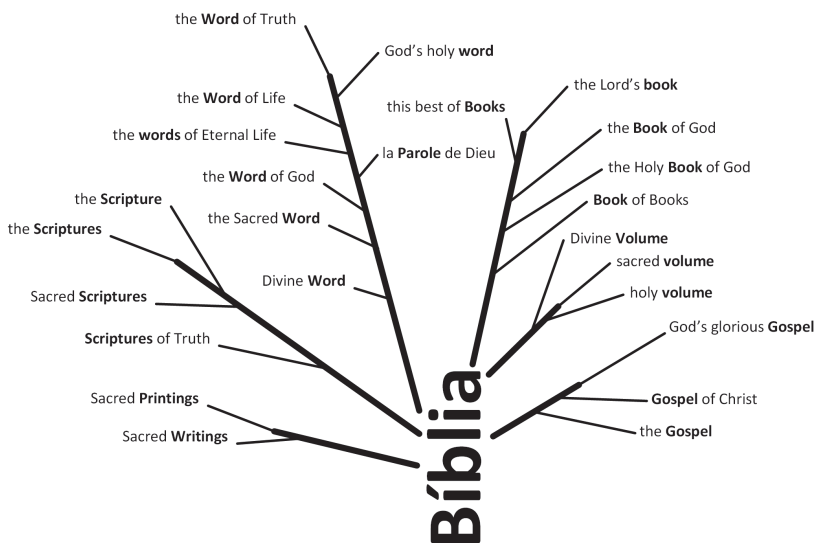 the Word of Truth
God's holy word
the Word of Life
the words of Eternal Life
la Parole de Dieu
the Word of God
the Sacred Word
Divine Word
the Lord's book
this best of Books
the Book of God
the Holy Book of God
Book of Books
Divine Volume
sacred volume
holy volume
God's glorious Gospel
Gospel of Christ
the Gospel
the Scripture
the Scriptures
Sacred Scriptures
Scriptures of Truth
Sacred Printings
Sacred Writings
Bíblia